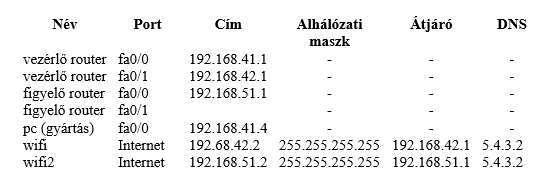 Név Port Cím Alhálózati maszk Átjáró DNS
vezérlő router fa0/0 192.168.41.1 - - -
vezérlő router fa0/1 192.168.42.1 - - -
figyelő router fa0/0 192.168.51.1 - - -
figyelő router fa0/1 - - -
pc (gyártás) fa0/0 192.168.41.4 - - -
wifi Internet 192.68.42.2 255.255.255.255 192.168.42.1 5.4.3.2
wifi2 Internet 192.168.51.2 255.255.255.255 192.168.51.1 5.4.3.2